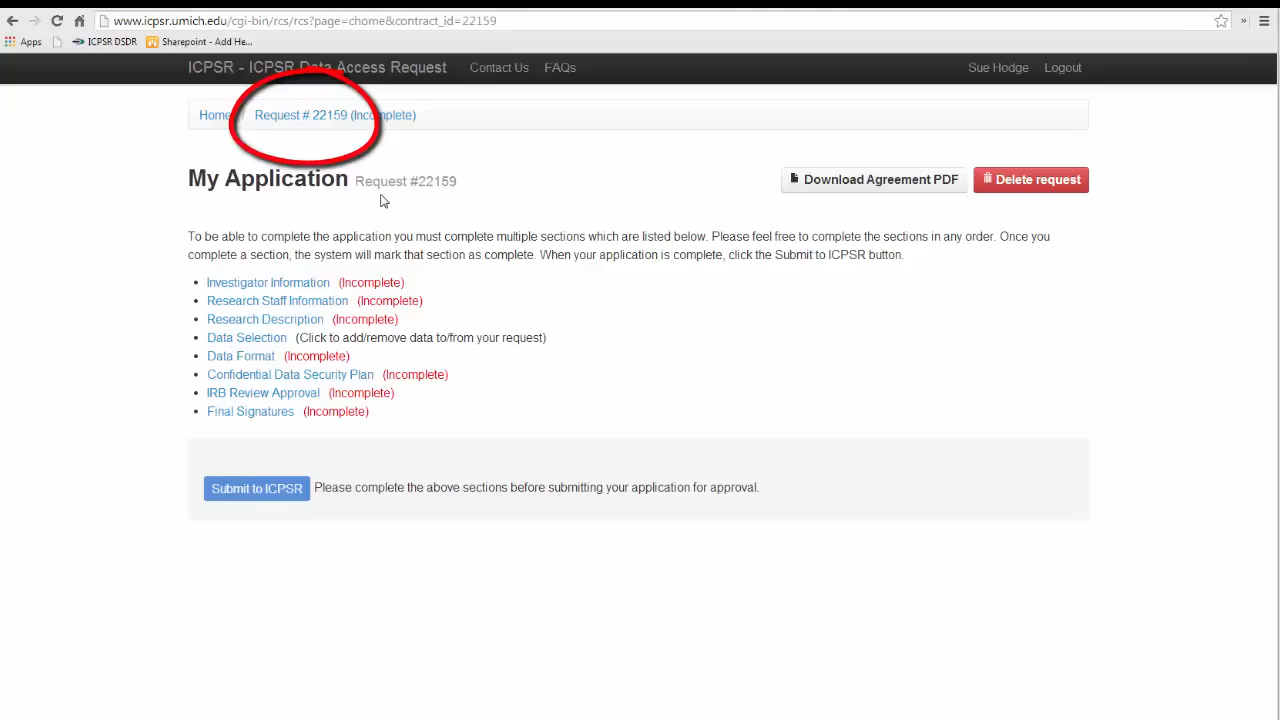 www.icpsr.umich.edu/cgi-bin/rcs/rcs?page=chome&contract_id=22159
Apps ICPSR DSDR Sharepoint - Add He... »
ICPSR - ICPSR Data Access Request Contact Us FAQs Sue Hodge Logout
Home / Request # 22159 (Incomplete)
My Application Request #22159
Download Agreement PDF Delete request
To be able to complete the application you must complete multiple sections which are listed below. Please feel free to complete the sections in any order. Once you
complete a section, the system will mark that section as complete. When your application is complete, click the Submit to ICPSR button.
• Investigator Information (Incomplete)
• Research Staff Information (Incomplete)
• Research Description (Incomplete)
• Data Selection (Click to add/remove data to/from your request)
• Data Format (Incomplete)
• Confidential Data Security Plan (Incomplete)
• IRB Review Approval (Incomplete)
• Final Signatures (Incomplete)
Submit to ICPSR Please complete the above sections before submitting your application for approval.